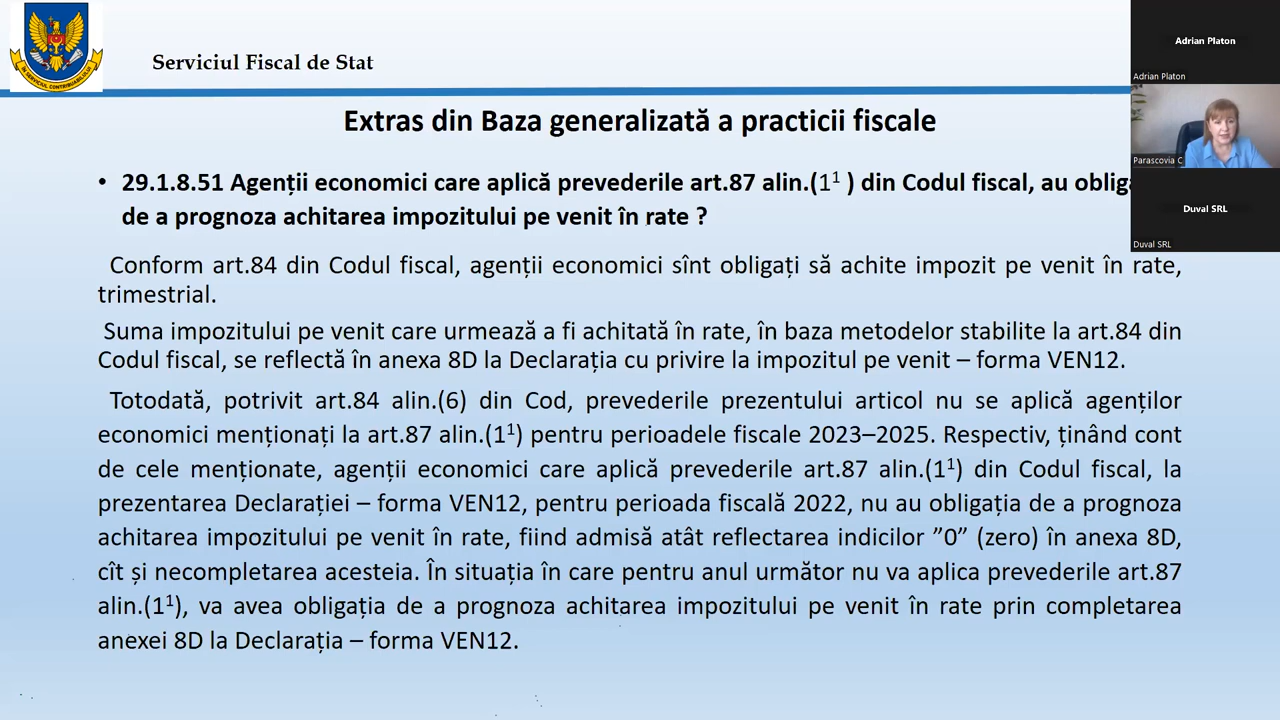 ÎN SERVICIUL CONTRIBUABILULUI
Serviciul Fiscal de Stat
Adrian Platon
Adrian Platon
Parascovia C
Duval SRL
Duval SRL
Extras din Baza generalizată a practicii fiscale
• 29.1.8.51 Agenții economici care aplică prevederile art.87 alin.(1¹ ) din Codul fiscal, au
de a prognoza achitarea impozitului pe venit în rate ?
Conform art.84 din Codul fiscal, agenții economici sînt obligați să achite impozit pe venit în rate,
trimestrial.
Suma impozitului pe venit care urmează a fi achitată în rate, în baza metodelor stabilite la art.84 din
Codul fiscal, se reflectă în anexa 8D la Declarația cu privire la impozitul pe venit – forma VEN12.
Totodată, potrivit art.84 alin.(6) din Cod, prevederile prezentului articol nu se aplică agenților
economici menționați la art.87 alin.(1¹) pentru perioadele fiscale 2023–2025. Respectiv, ținând cont
de cele menționate, agenții economici care aplică prevederile art.87 alin.(1¹) din Codul fiscal, la
prezentarea Declarației – forma VEN12, pentru perioada fiscală 2022, nu au obligația de a prognoza
achitarea impozitului pe venit în rate, fiind admisă atât reflectarea indicilor ”0” (zero) în anexa 8D,
cît și necompletarea acesteia. În situația în care pentru anul următor nu va aplica prevederile art.87
alin.(1¹), va avea obligația de a prognoza achitarea impozitului pe venit în rate prin completarea
anexei 8D la Declarația – forma VEN12.